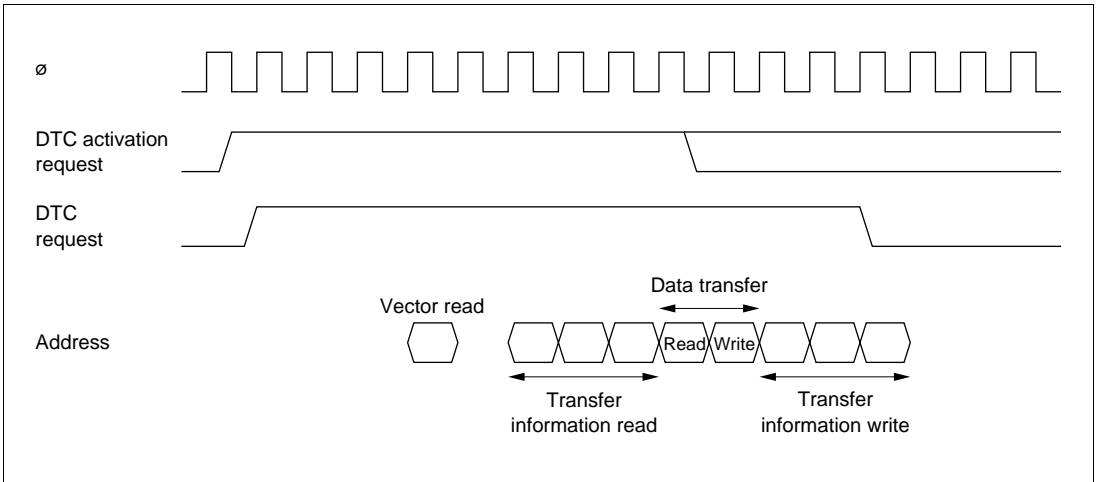 ø
DTC activation
request
DTC
request
Data transfer
Vector read
Address
Read Write
Transfer
information read
Transfer
information write